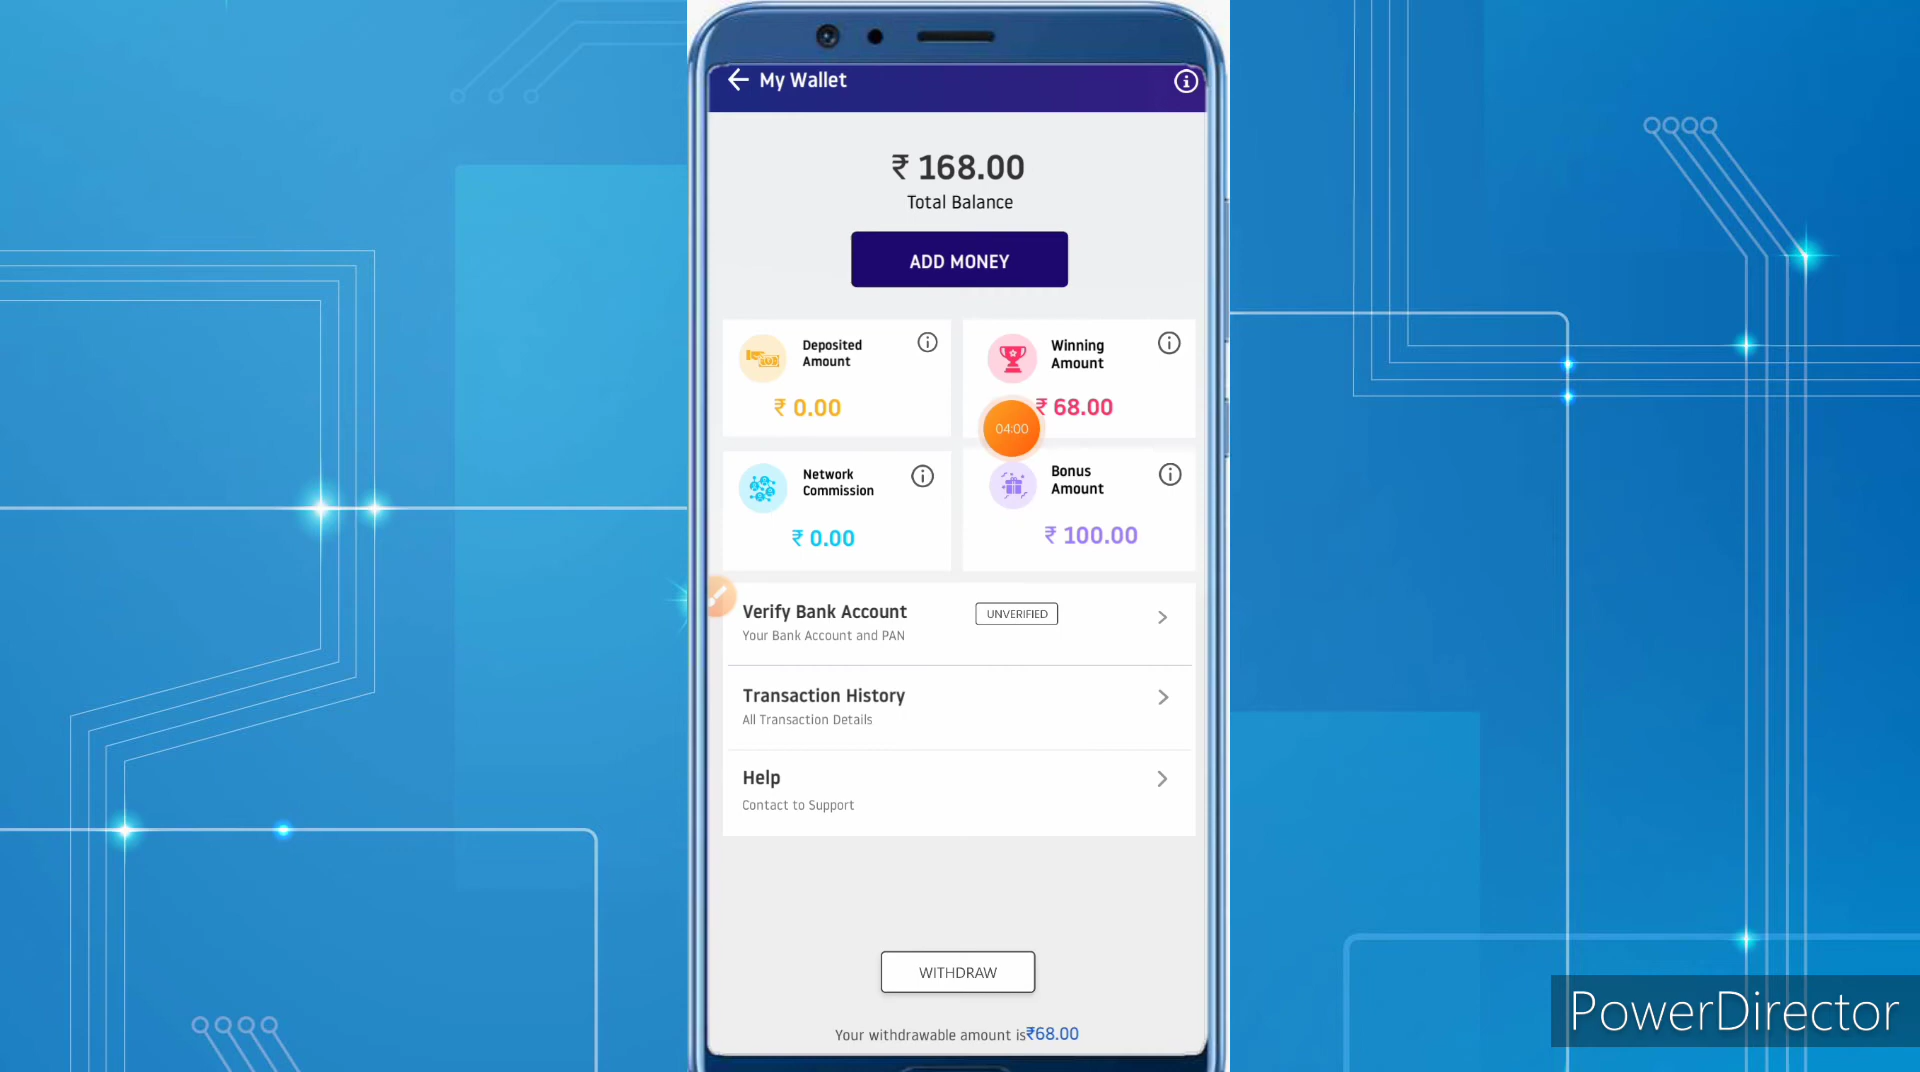 My Wallet
₹ 168.00
Total Balance
ADD MONEY
Deposited
Amount
₹ 0.00
Winning
Amount
₹ 68.00
04:00
Network
Commission
₹ 0.00
Bonus
Amount
₹ 100.00
Verify Bank Account
UNVERIFIED
Your Bank Account and PAN
Transaction History
All Transaction Details
Help
Contact to Support
WITHDRAW
Your withdrawable amount is₹68.00
PowerDirector